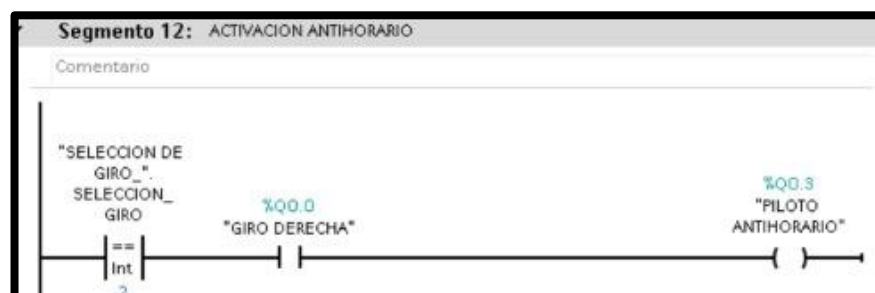 Segmento 12: ACTIVACION ANTIHORARIO
Comentario
"SELECCION DE
GIRO_".
SELECCION_
GIRO
==
Int
%Q0.0
"GIRO DERECHA"
%Q0.3
"PILOTO
ANTIHORARIO"
( )